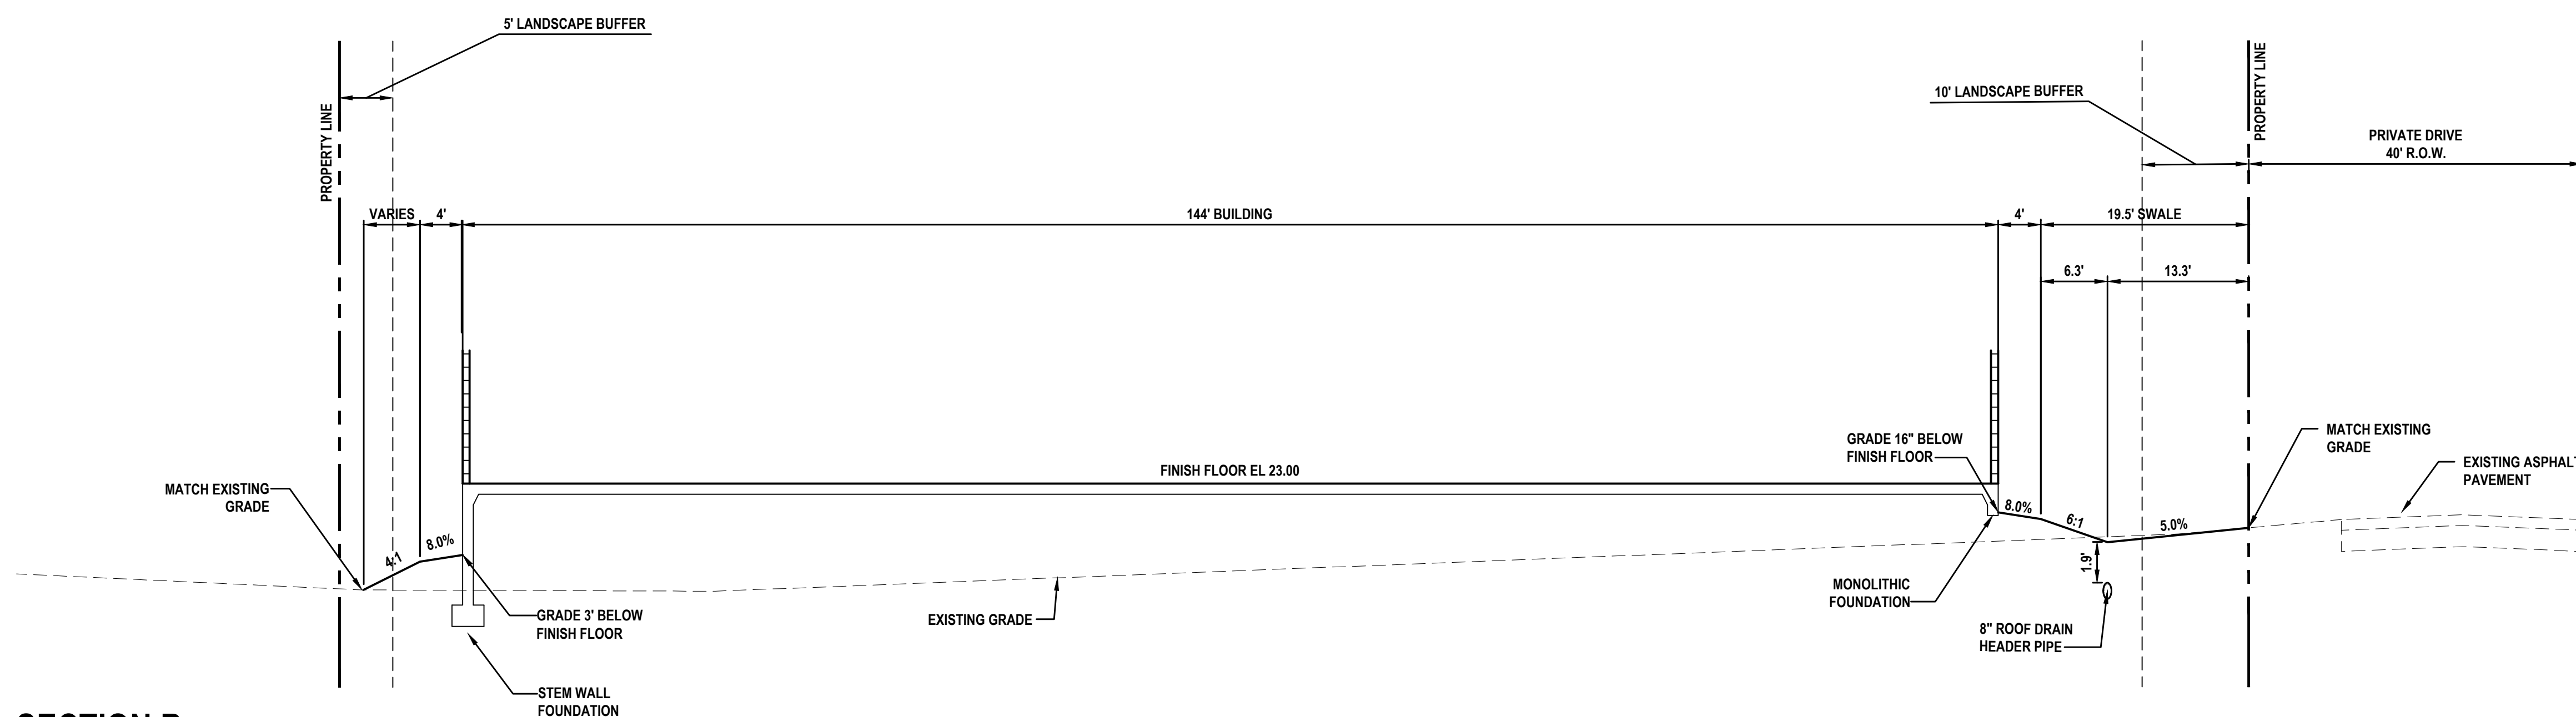 5' LANDSCAPE BUFFER
PROPERTY LINE
10' LANDSCAPE BUFFER
PROPERTY LINE
PRIVATE DRIVE
40' R.O.W.
VARIES
4'
144' BUILDING
4'
19.5' SWALE
6.3'
13.3'
MATCH EXISTING
GRADE
4:1
8.0%
FINISH FLOOR EL 23.00
GRADE 16" BELOW
FINISH FLOOR
8.0%
6:1
5.0%
1.9'
MATCH EXISTING
GRADE
EXISTING ASPHALT
PAVEMENT
GRADE 3' BELOW
FINISH FLOOR
EXISTING GRADE
MONOLITHIC
FOUNDATION
8" ROOF DRAIN
HEADER PIPE
STEM WALL
FOUNDATION